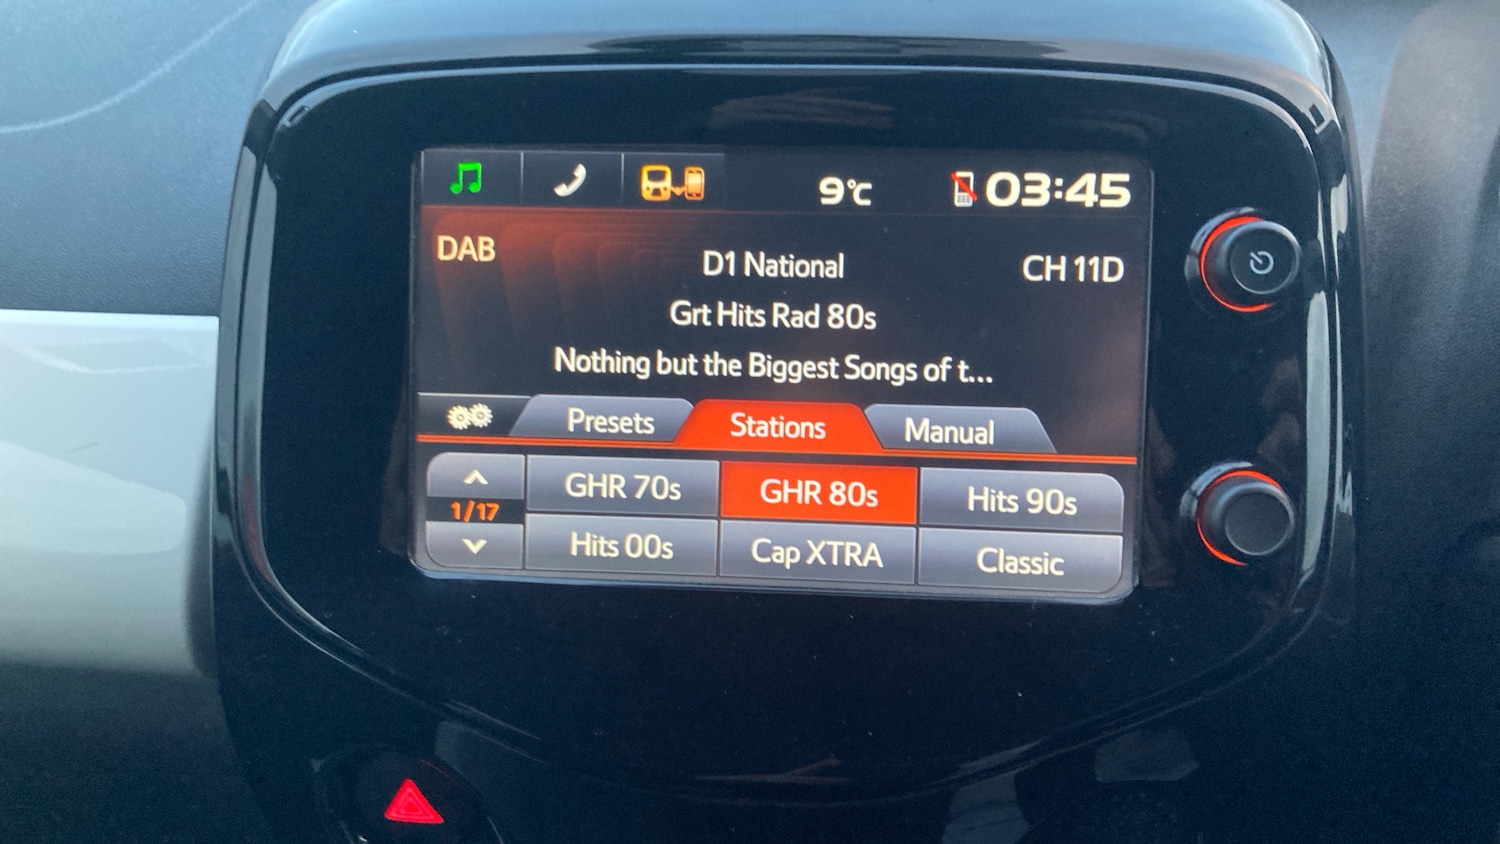 9°C 03:45
DAB
D1 National
CH 11D
Grt Hits Rad 80s
Nothing but the Biggest Songs of t...
Presets Stations Manual
1/17
GHR 70s GHR 80s Hits 90s
Hits 00s Cap XTRA Classic